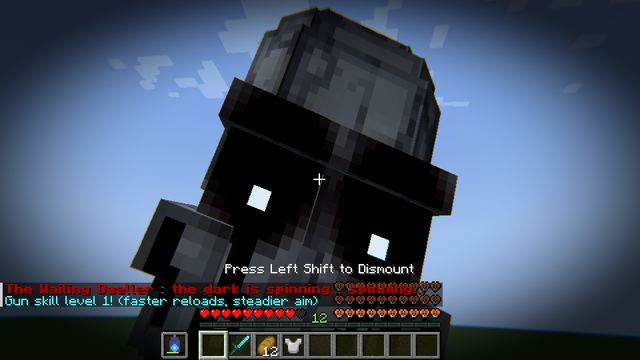 Press Left Shift to Dismount
The Wailing Dweller : the dark is spinning.. spinning..
Gun skill level 1! (faster reloads, steadier aim)
12
12